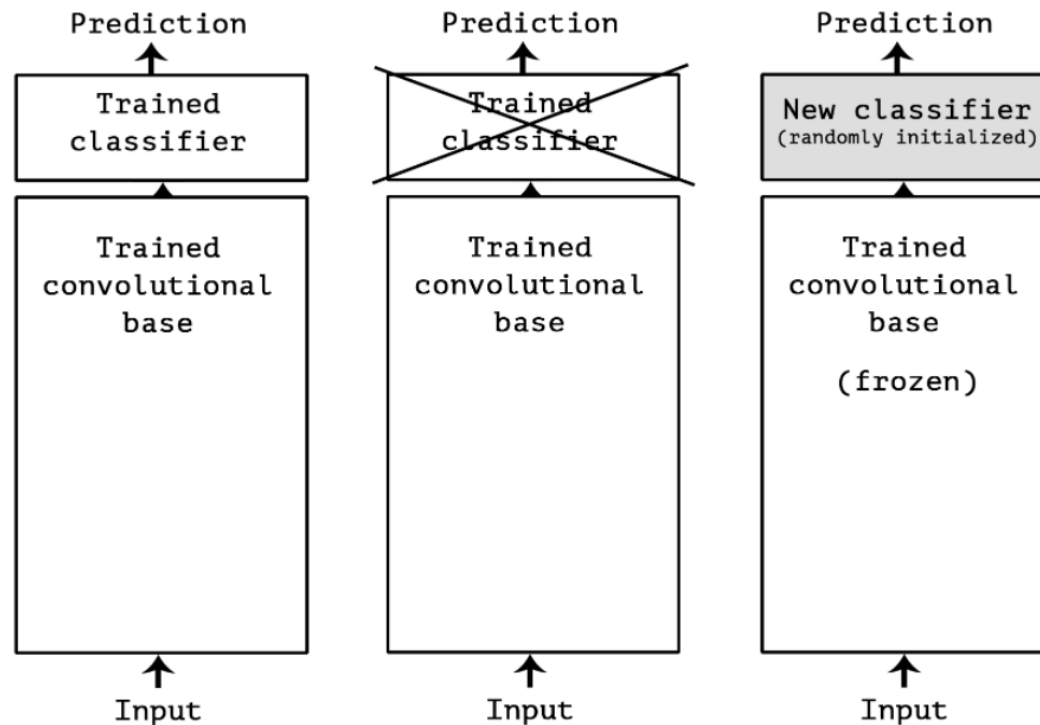 Prediction
Trained
classifier
Trained
convolutional
base
Input
Prediction
Trained
classifier
Trained
convolutional
base
Input
Prediction
New classifier
(randomly initialized)
Trained
convolutional
base
(frozen)
Input